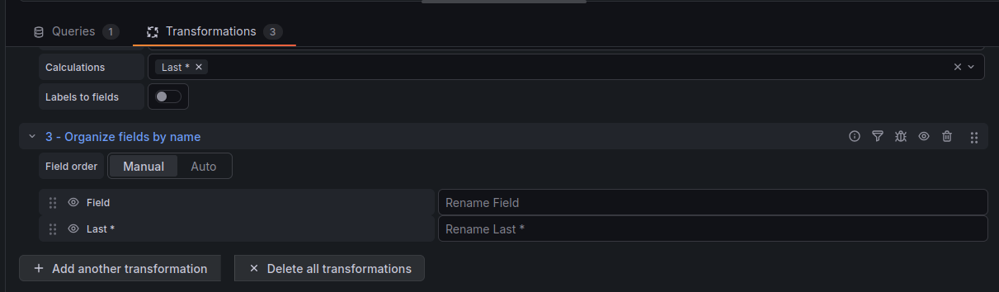 Queries 1 Transformations 3
Calculations Last *
Labels to fields
3 - Organize fields by name
Field order Manual Auto
Field Rename Field
Last * Rename Last *
Add another transformation Delete all transformations